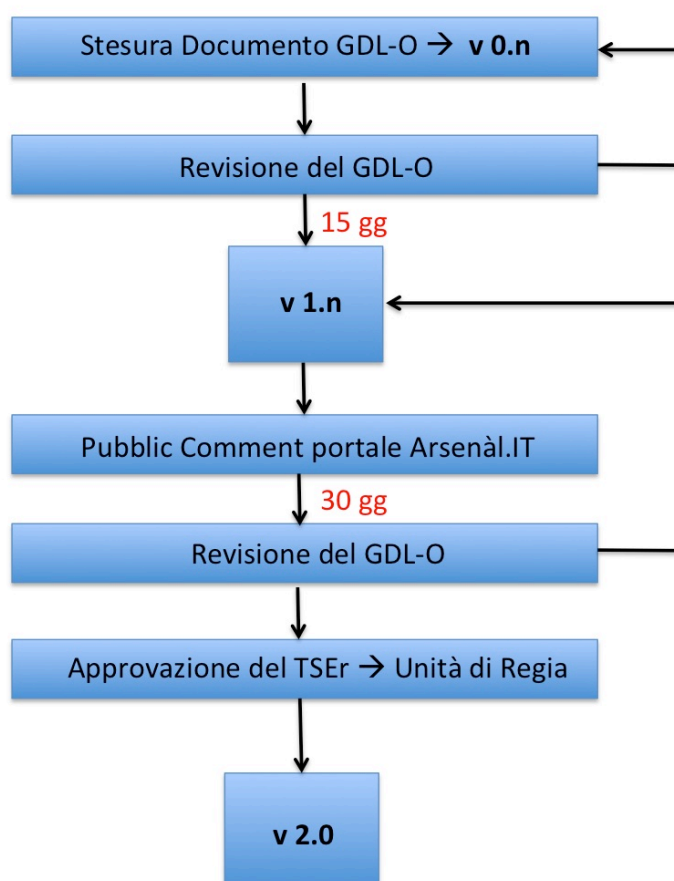 Stesura Documento GDL-O → v 0.n
Revisione del GDL-O
15 gg
v 1.n
Pubblic Comment portale Arsenàl.IT
30 gg
Revisione del GDL-O
Approvazione del TSEr → Unità di Regia
v 2.0